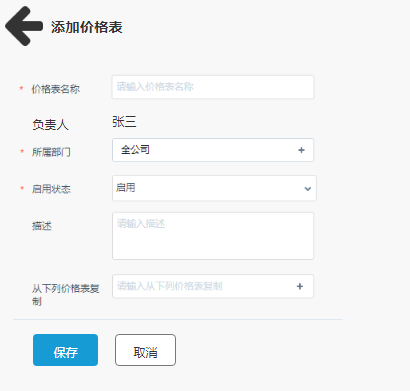 添加价格表
* 价格表名称 请输入价格表名称
负责人 张三
* 所属部门 全公司 +
* 启用状态 启用
描述 请输入描述
从下列价格表复 请输入从下列价格表复制 +
制
保存 取消